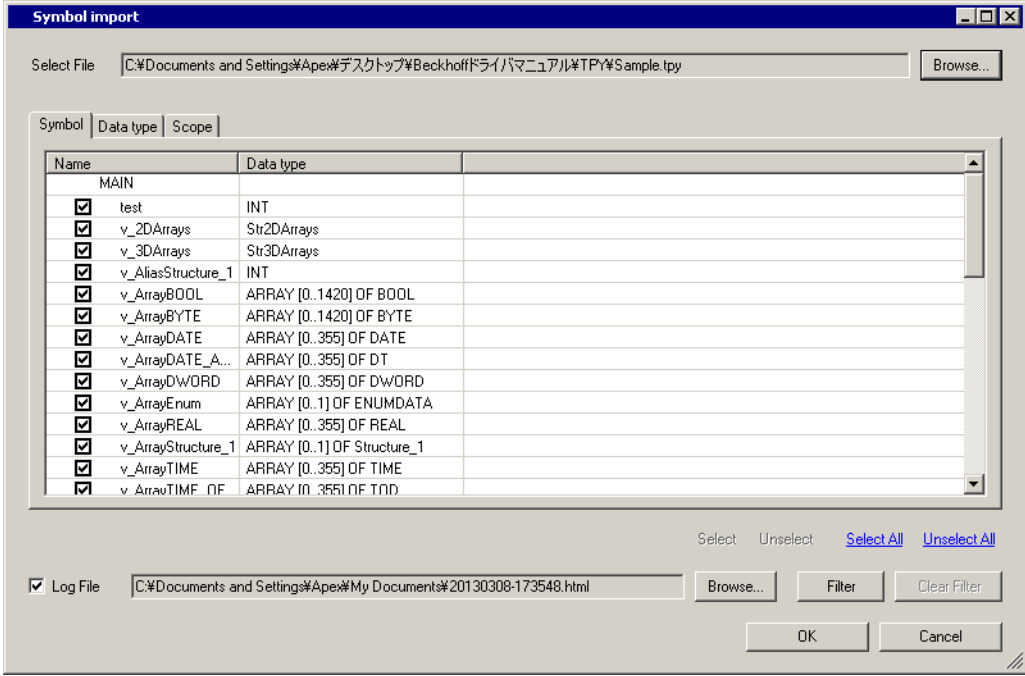 Symbol import
Select File C:¥Documents and Settings¥Apex¥デスクトップ¥Beckhoffドライバマニュアル¥TPY¥Sample.tpy Browse...
Symbol Data type Scope
Name Data type
MAIN
test INT
v_2DArrays Str2DArrays
v_3DArrays Str3DArrays
v_AliasStructure_1 INT
v_ArrayBOOL ARRAY [0..1420] OF BOOL
v_ArrayBYTE ARRAY [0..1420] OF BYTE
v_ArrayDATE ARRAY [0..355] OF DATE
v_ArrayDATE_A... ARRAY [0..355] OF DT
v_ArrayDWORD ARRAY [0..355] OF DWORD
v_ArrayEnum ARRAY [0..1] OF ENUMDATA
v_ArrayREAL ARRAY [0..355] OF REAL
v_ArrayStructure_1 ARRAY [0..1] OF Structure_1
v_ArrayTIME ARRAY [0..355] OF TIME
v_ArrayTIME_OF ARRAY [0..355] OF TOD
Select Unselect Select All Unselect All
Log File C:¥Documents and Settings¥Apex¥My Documents¥20130308-173548.html Browse... Filter Clear Filter
OK Cancel